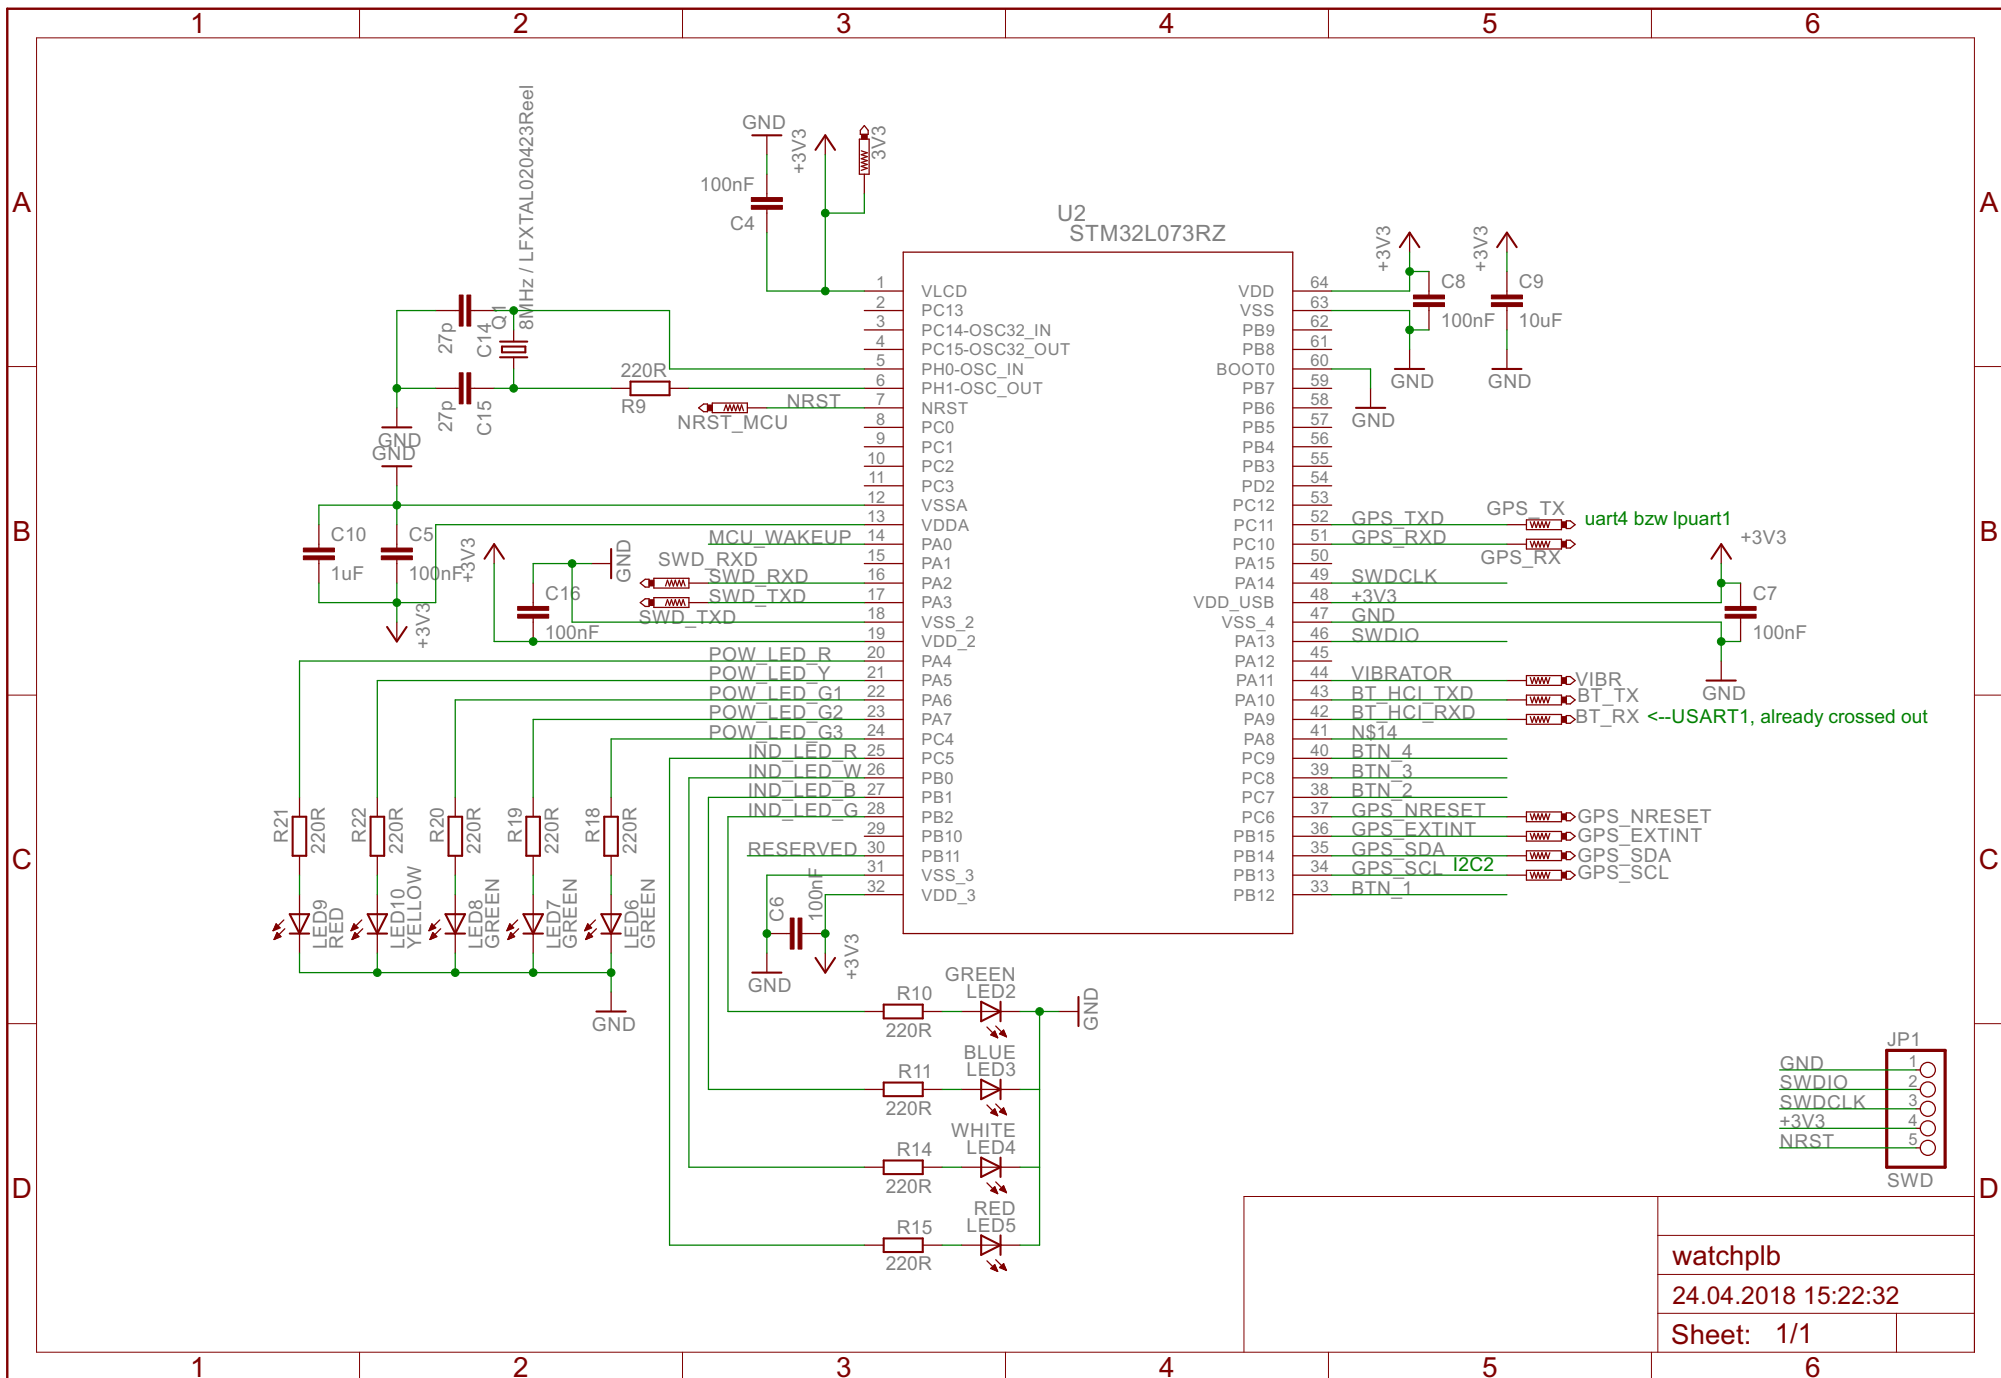 1 2 3 4 5 6
A A
B B
C C
D D
1 2 3 4 5 6
8MHz / LFXTAL020423Reel
Q1
GND
+3V3
3V3
100nF
C4
27p
C14
27p
C15
220R
R9
NRST
NRST_MCU
GND
GND
C10
1uF
C5
100nF
+3V3
+3V3
C16
100nF
GND
MCU_WAKEUP
SWD_RXD
SWD_RXD
SWD_TXD
SWD_TXD
POW_LED_R
POW_LED_Y
POW_LED_G1
POW_LED_G2
POW_LED_G3
IND_LED_R
IND_LED_W
IND_LED_B
IND_LED_G
RESERVED
U2
STM32L073RZ
1 VLCD
2 PC13
3 PC14-OSC32_IN
4 PC15-OSC32_OUT
5 PH0-OSC_IN
6 PH1-OSC_OUT
7 NRST
8 PC0
9 PC1
10 PC2
11 PC3
12 VSSA
13 VDDA
14 PA0
15 PA1
16 PA2
17 PA3
18 VSS_2
19 VDD_2
20 PA4
21 PA5
22 PA6
23 PA7
24 PC4
25 PC5
26 PB0
27 PB1
28 PB2
29 PB10
30 PB11
31 VSS_3
32 VDD_3
VDD 64
VSS 63
PB9 62
PB8 61
BOOT0 60
PB7 59
PB6 58
PB5 57
PB4 56
PB3 55
PD2 54
PC12 53
PC11 52
PC10 51
PA15 50
PA14 49
VDD_USB 48
VSS_4 47
PA13 46
PA12 45
PA11 44
PA10 43
PA9 42
PA8 41
PC9 40
PC8 39
PC7 38
PC6 37
PB15 36
PB14 35
PB13 34
PB12 33
+3V3
C8
100nF
GND
+3V3
C9
10uF
GND
GND
GPS_TXD
GPS_TX
uart4 bzw lpuart1
GPS_RXD
GPS_RX
SWDCLK
+3V3
GND
SWDIO
+3V3
C7
100nF
GND
VIBRATOR
VIBR
BT_HCI_TXD
BT_TX
BT_HCI_RXD
BT_RX
<--USART1, already crossed out
N$14
BTN_4
BTN_3
BTN_2
GPS_NRESET
GPS_NRESET
GPS_EXTINT
GPS_EXTINT
GPS_SDA
GPS_SDA
GPS_SCL
I2C2
GPS_SCL
BTN_1
R21
220R
R22
220R
R20
220R
R19
220R
R18
220R
LED9
RED
LED10
YELLOW
LED8
GREEN
LED7
GREEN
LED6
GREEN
GND
C6
100nF
GND
+3V3
R10
220R
GREEN
LED2
GND
R11
220R
BLUE
LED3
R14
220R
WHITE
LED4
R15
220R
RED
LED5
JP1
GND 1
SWDIO 2
SWDCLK 3
+3V3 4
NRST 5
SWD
watchplb
24.04.2018 15:22:32
Sheet: 1/1